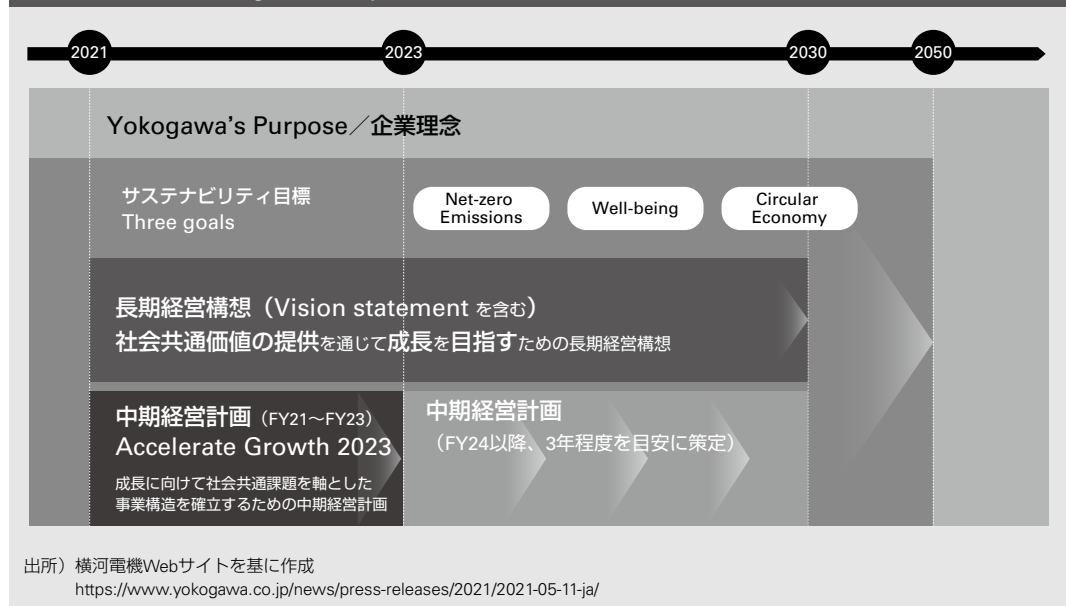 2021
2023
2030
2050
Yokogawa's Purpose／企業理念
サステナビリティ目標
Three goals
Net-zero
Emissions
Well-being
Circular
Economy
長期経営構想（Vision statement を含む）
社会共通価値の提供を通じて成長を目指すための長期経営構想
中期経営計画（FY21～FY23）
Accelerate Growth 2023
成長に向けて社会共通課題を軸とした
事業構造を確立するための中期経営計画
中期経営計画
（FY24以降、3年程度を目安に策定）
出所）横河電機Webサイトを基に作成
https://www.yokogawa.co.jp/news/press-releases/2021/2021-05-11-ja/